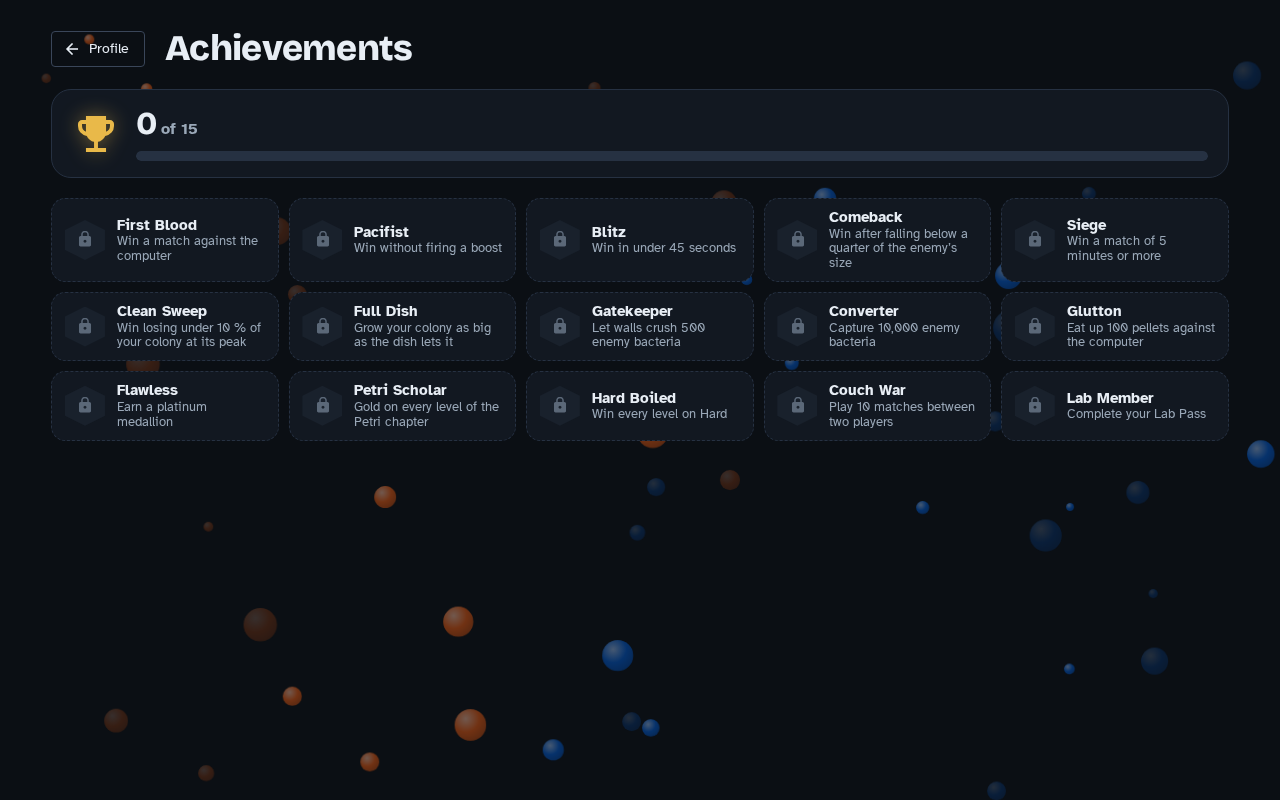 Profile
Achievements
0 of 15
First Blood
Win a match against the
computer
Pacifist
Win without firing a boost
Blitz
Win in under 45 seconds
Comeback
Win after falling below a
quarter of the enemy's
size
Siege
Win a match of 5
minutes or more
Clean Sweep
Win losing under 10 % of
your colony at its peak
Full Dish
Grow your colony as big
as the dish lets it
Gatekeeper
Let walls crush 500
enemy bacteria
Converter
Capture 10,000 enemy
bacteria
Glutton
Eat up 100 pellets against
the computer
Flawless
Earn a platinum
medallion
Petri Scholar
Gold on every level of the
Petri chapter
Hard Boiled
Win every level on Hard
Couch War
Play 10 matches between
two players
Lab Member
Complete your Lab Pass